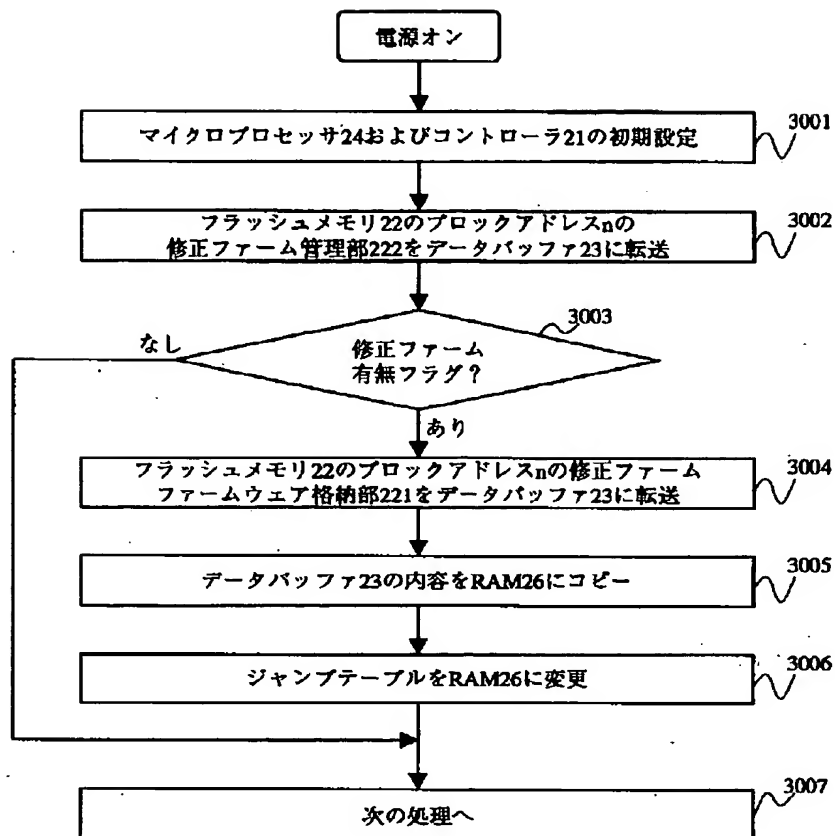 電源オン
マイクロプロセッサ24およびコントローラ21の初期設定
3001
フラッシュメモリ22のブロックアドレスnの
修正ファーム管理部222をデータバッファ23に転送
3002
3003
なし
修正ファーム
有無フラグ？
あり
フラッシュメモリ22のブロックアドレスnの修正ファーム
ファームウェア格納部221をデータバッファ23に転送
3004
データバッファ23の内容をRAM26にコピー
3005
ジャンプテーブルをRAM26に変更
3006
次の処理へ
3007